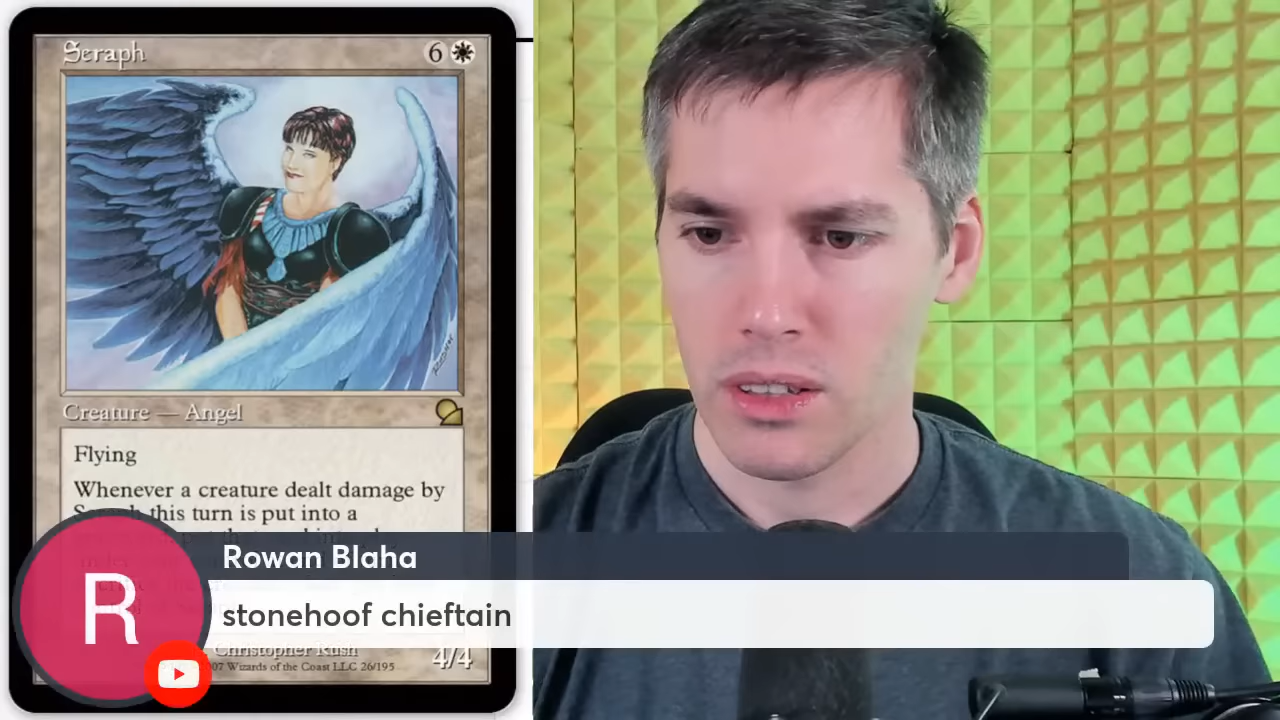 Seraph 6
Creature — Angel
Flying
Whenever a creature dealt damage by
this turn is put into a
Rowan Blaha
R
stonehoof chieftain
Christopher Rush
07 Wizards of the Coast LLC 26/195
4/4